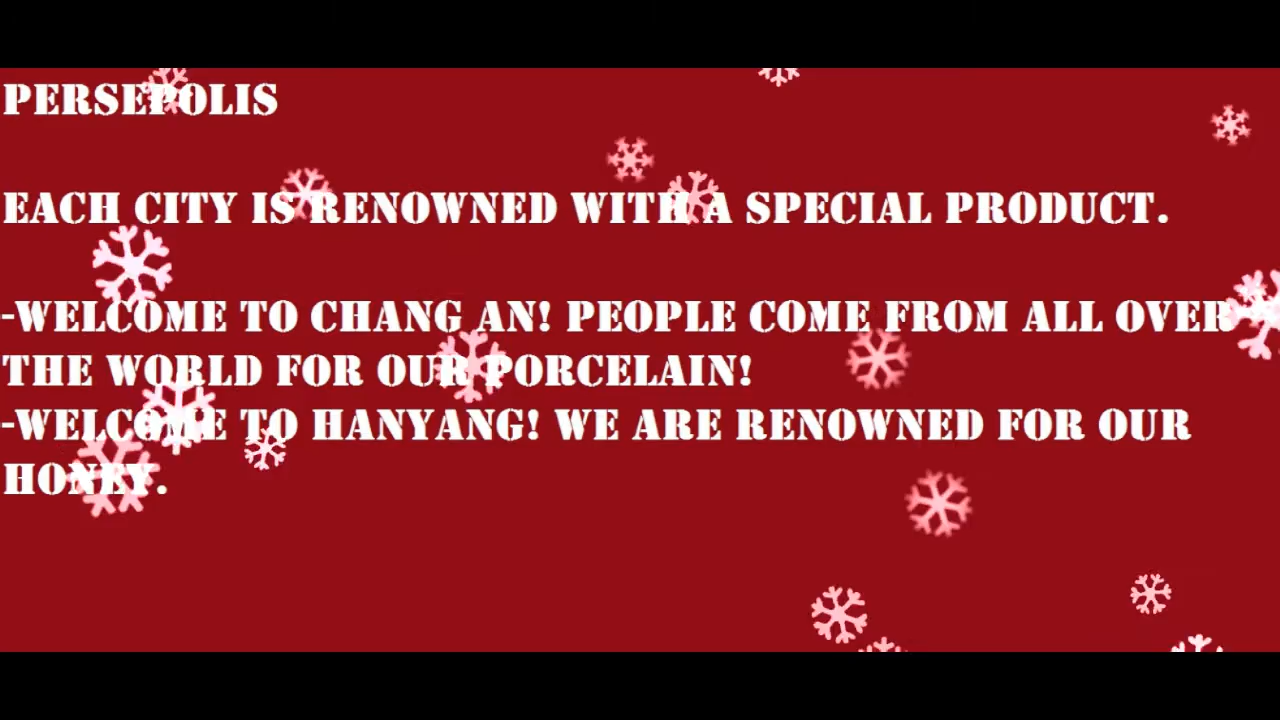 PERSEPOLIS
EACH CITY IS RENOWNED WITH A SPECIAL PRODUCT.
-WELCOME TO CHANG AN! PEOPLE COME FROM ALL OVER
THE WORLD FOR OUR PORCELAIN!
-WELCOME TO HANYANG! WE ARE RENOWNED FOR OUR
HONEY.